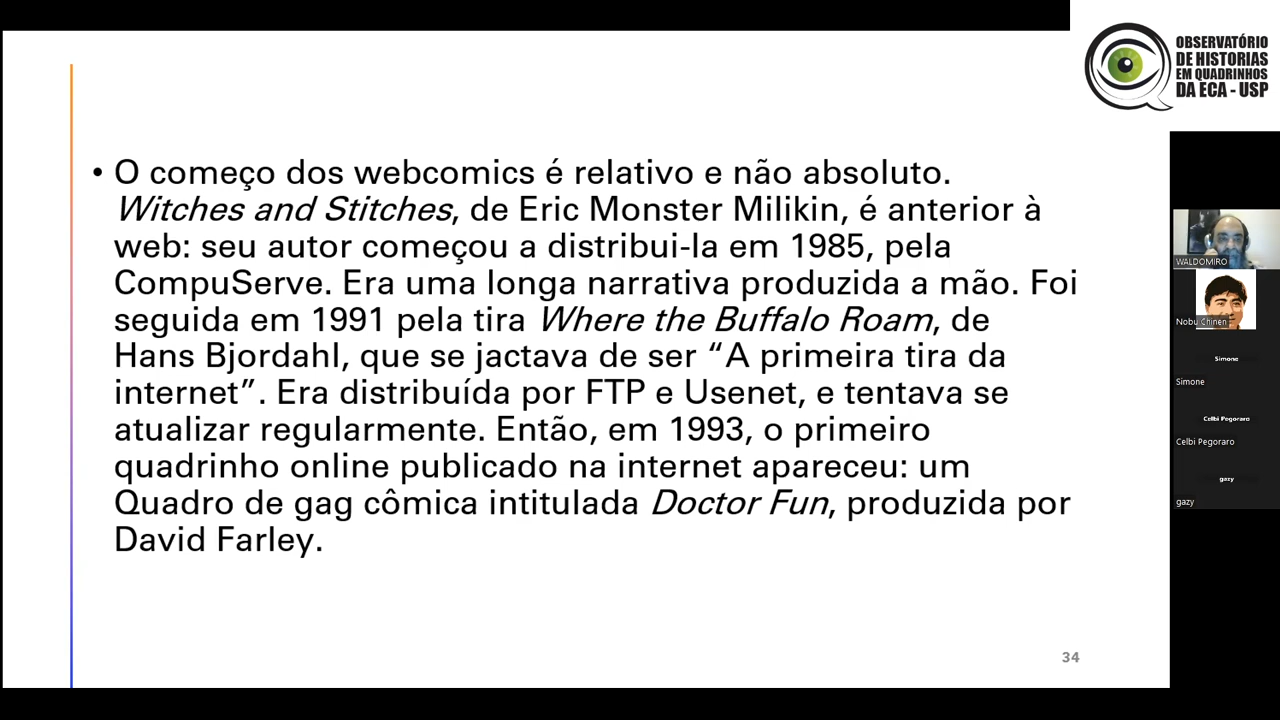 OBSERVATÓRIO
DE HISTORIAS
EM QUADRINHOS
DA ECA - USP
• O começo dos webcomics é relativo e não absoluto.
Witches and Stitches, de Eric Monster Milikin, é anterior à
web: seu autor começou a distribui-la em 1985, pela
CompuServe. Era uma longa narrativa produzida a mão. Foi
seguida em 1991 pela tira Where the Buffalo Roam, de
Hans Bjordahl, que se jactava de ser “A primeira tira da
internet”. Era distribuída por FTP e Usenet, e tentava se
atualizar regularmente. Então, em 1993, o primeiro
quadrinho online publicado na internet apareceu: um
Quadro de gag cômica intitulada Doctor Fun, produzida por
David Farley.
34
WALDOMIRO
Nobu Chinen
Simone
Simone
Celbi Pegoraro
Celbi Pegoraro
gazy
gazy